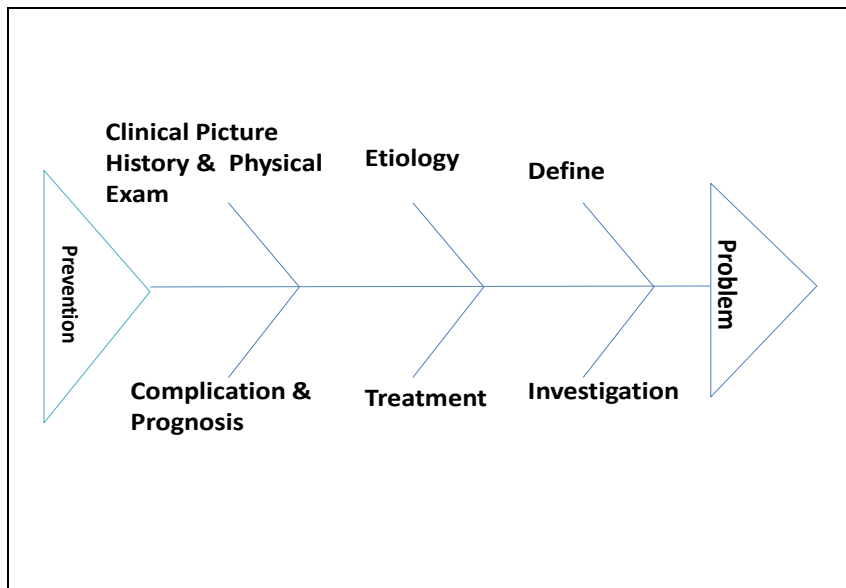 Clinical Picture
History & Physical
Exam
Etiology
Define
Prevention
Problem
Complication &
Prognosis
Treatment
Investigation